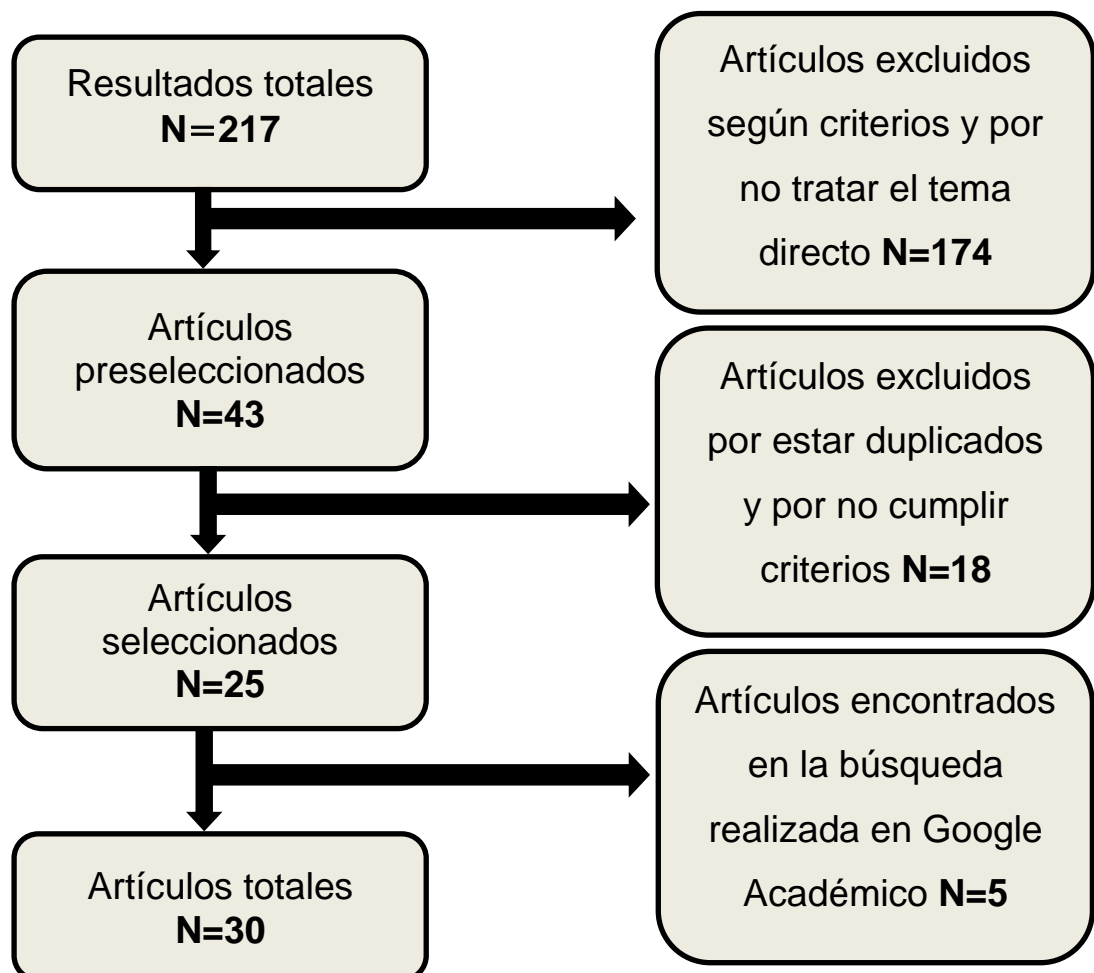 Resultados totales
N=217
Artículos excluidos
según criterios y por
no tratar el tema
directo N=174
Artículos
preseleccionados
N=43
Artículos excluidos
por estar duplicados
y por no cumplir
criterios N=18
Artículos
seleccionados
N=25
Artículos encontrados
en la búsqueda
realizada en Google
Académico N=5
Artículos totales
N=30